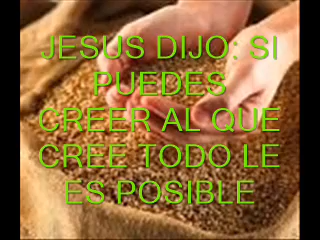 JESUS DIJO: SI
PUEDES
CREER AL QUE
CREE TODO LE
ES POSIBLE